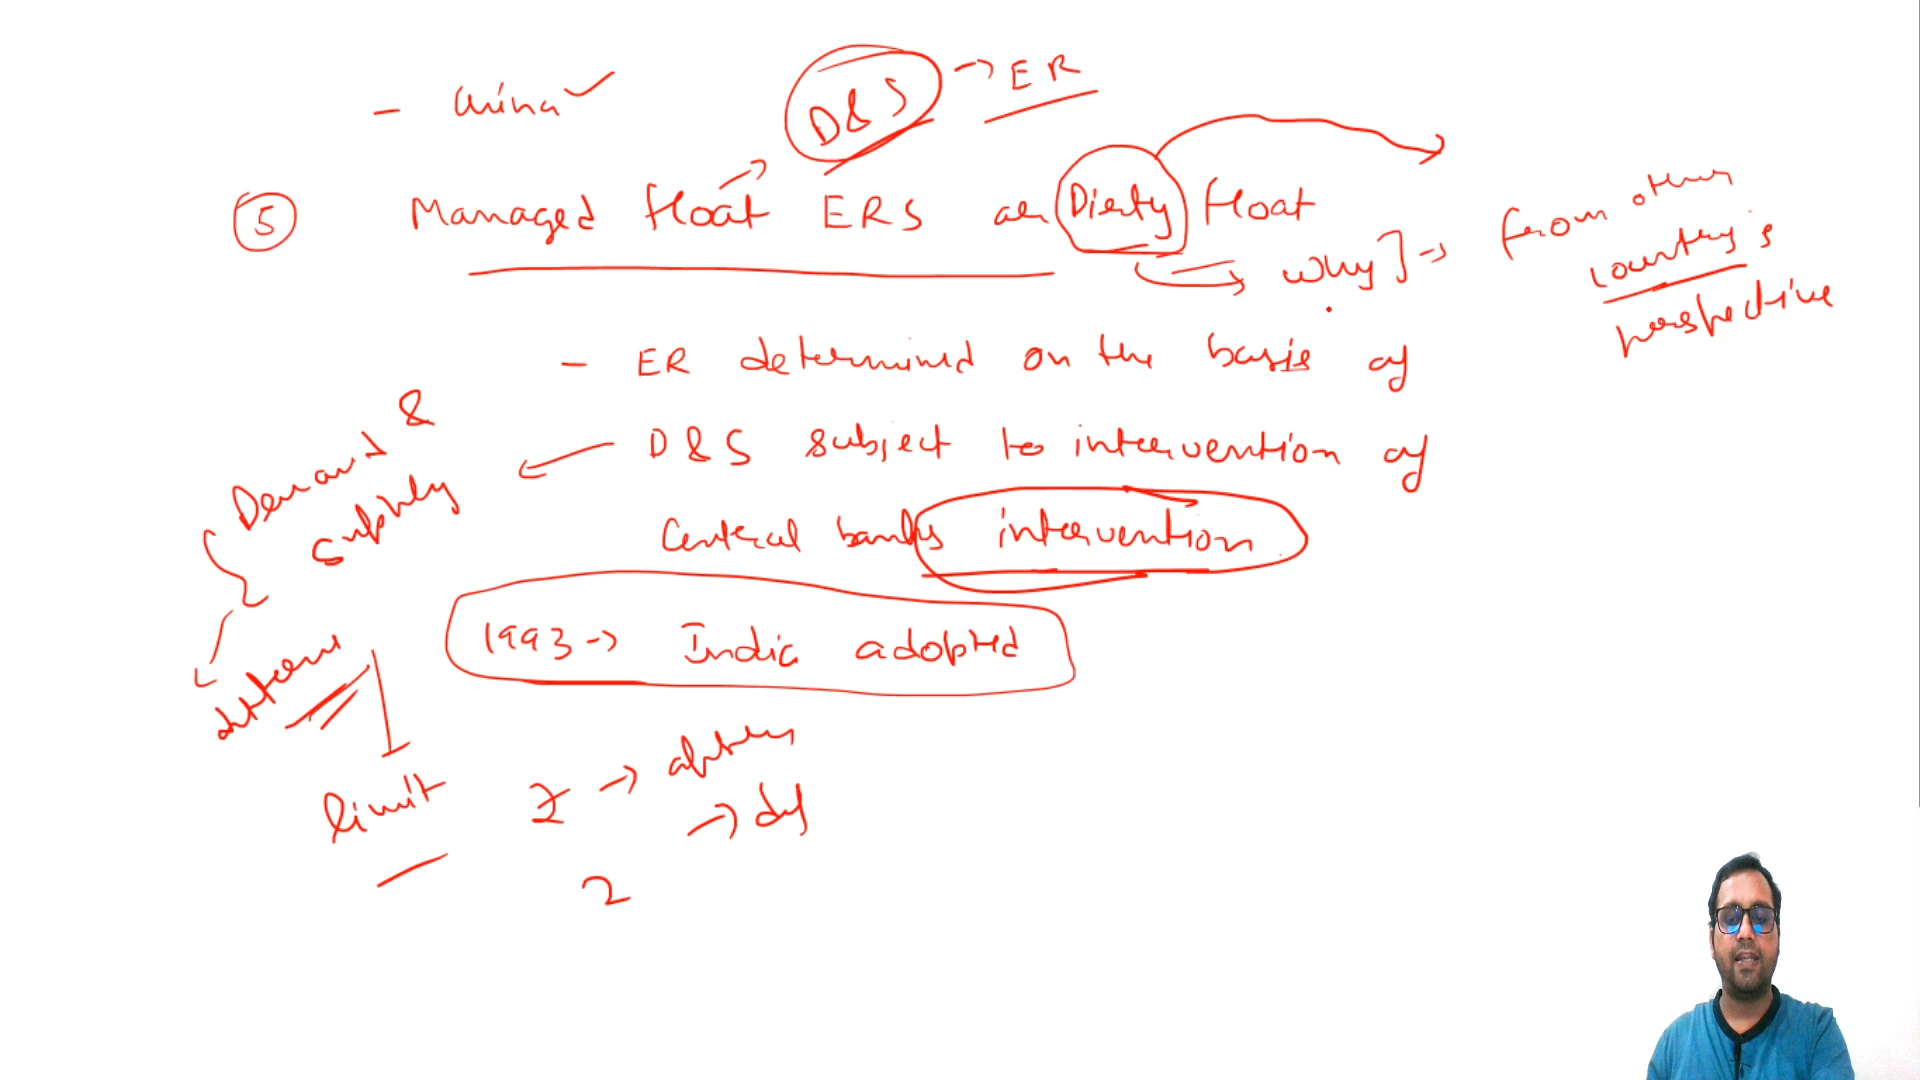 - China ✓
D&S → ER
⑤ Managed float ERS or Dirty float
why] → from other
country's
perspective
- ER determined on the basis of
D&S subject to intervention of
Central banks intervention
Demand &
Supply
1993 → India adopted
limit
2